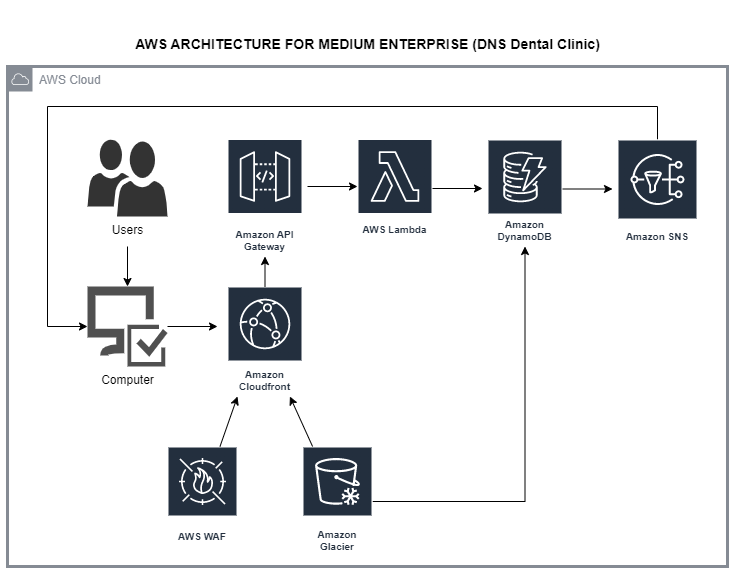 AWS ARCHITECTURE FOR MEDIUM ENTERPRISE (DNS Dental Clinic)
AWS Cloud
Users
Amazon API
Gateway
AWS Lambda
Amazon
DynamoDB
Amazon SNS
</>
Computer
Amazon
Cloudfront
AWS WAF
Amazon
Glacier